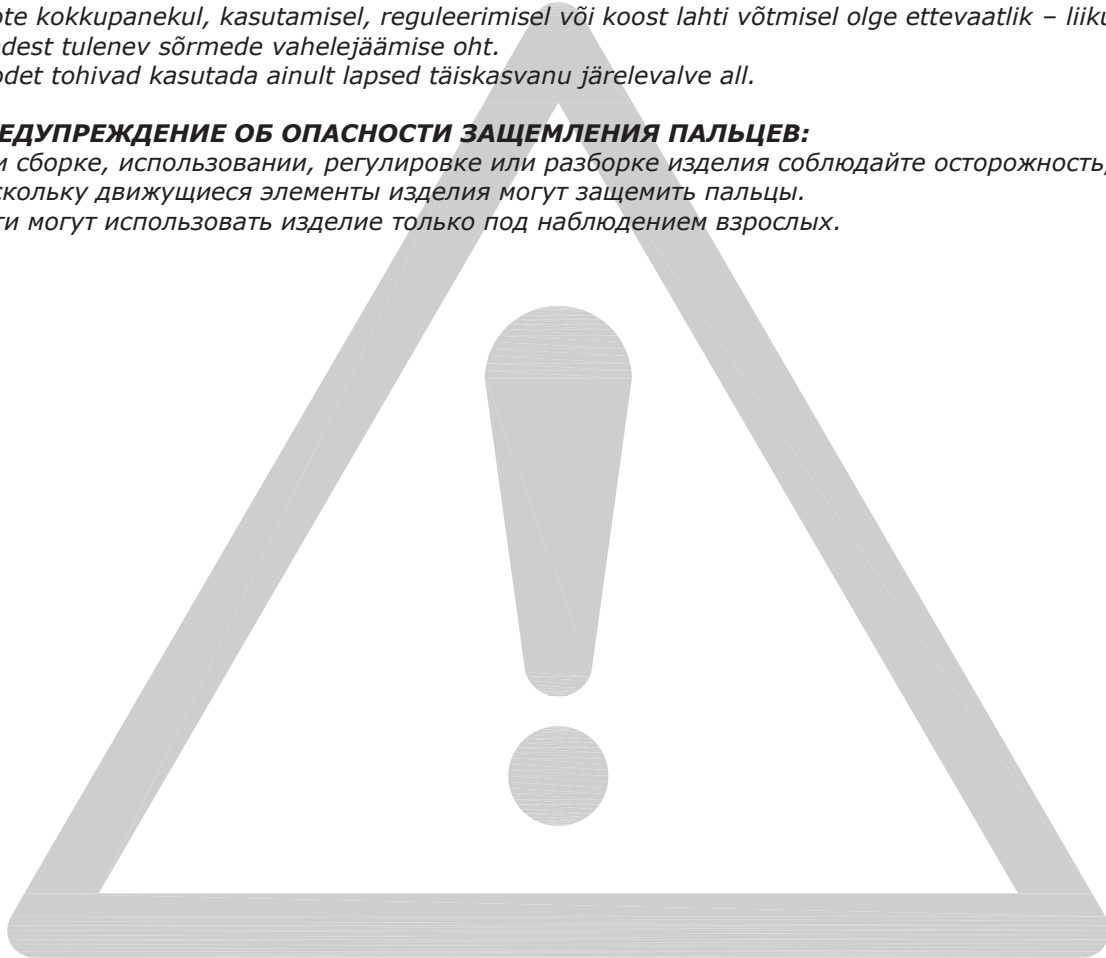 ote kokkupanekul, kasutamisel, reguleerimisel või koost lahti võtmisel olge ettevaatlik – liiku
dest tulenev sõrmede vahelejäämise oht.
odet tohivad kasutada ainult lapsed täiskasvanu järelevalve all.
ЕДУПРЕЖДЕНИЕ ОБ ОПАСНОСТИ ЗАЩЕМЛЕНИЯ ПАЛЬЦЕВ:
и сборке, использовании, регулировке или разборке изделия соблюдайте осторожность,
скольку движущиеся элементы изделия могут защемить пальцы.
ти могут использовать изделие только под наблюдением взрослых.